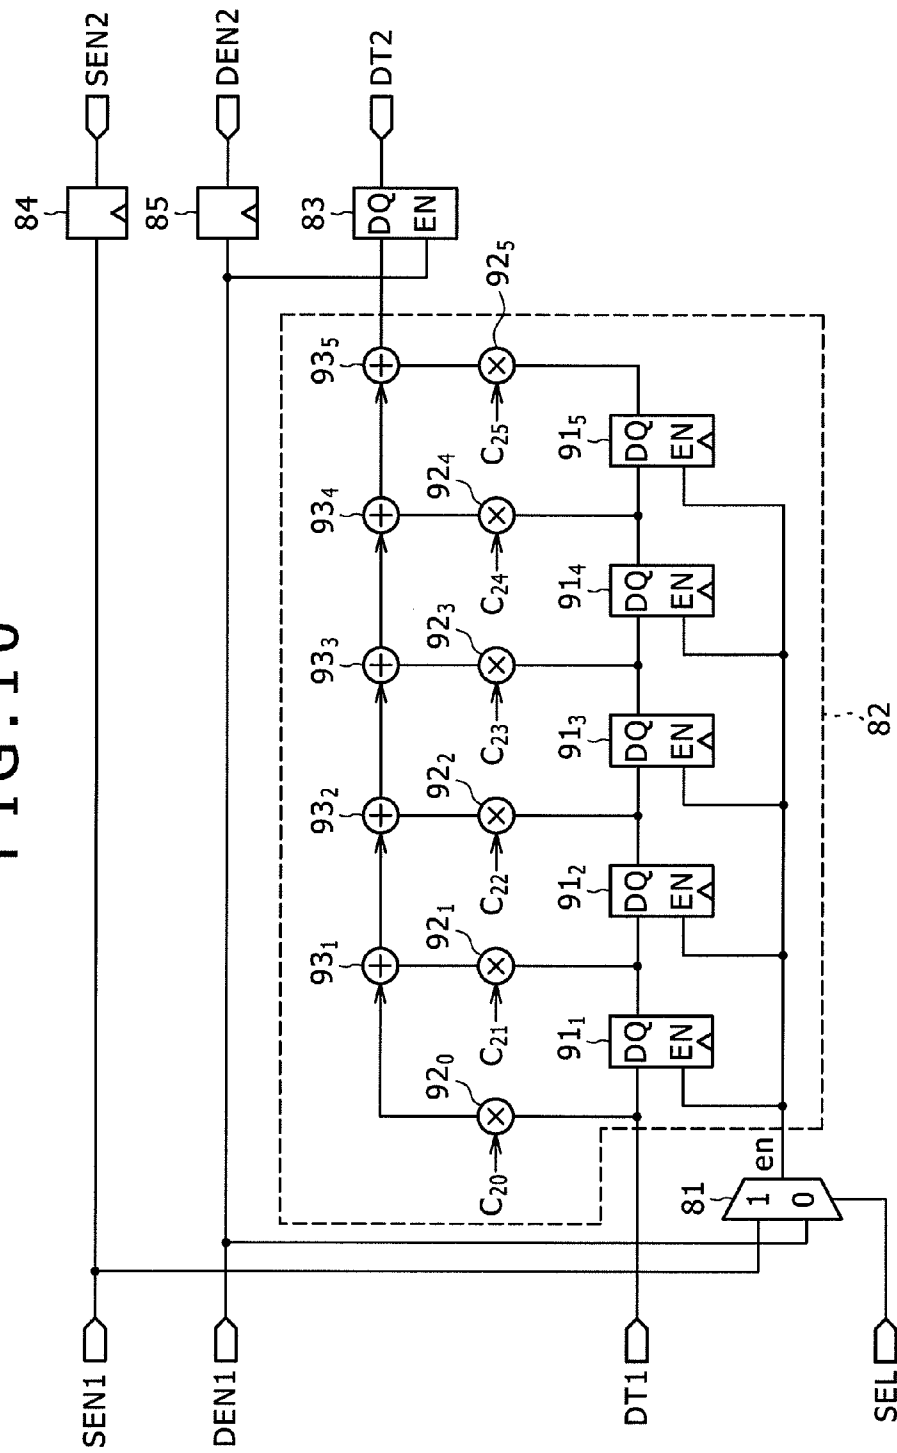 FIG.10
SEN1
84
SEN2
DEN1
85
DEN2
83
DQ
EN
DT2
93₁
93₂
93₃
93₄
93₅
92₀
92₁
92₂
92₃
92₄
92₅
C₂₀
C₂₁
C₂₂
C₂₃
C₂₄
C₂₅
91₁
91₂
91₃
91₄
91₅
DQ
EN
DQ
EN
DQ
EN
DQ
EN
DQ
EN
DT1
81
1
0
en
82
SEL